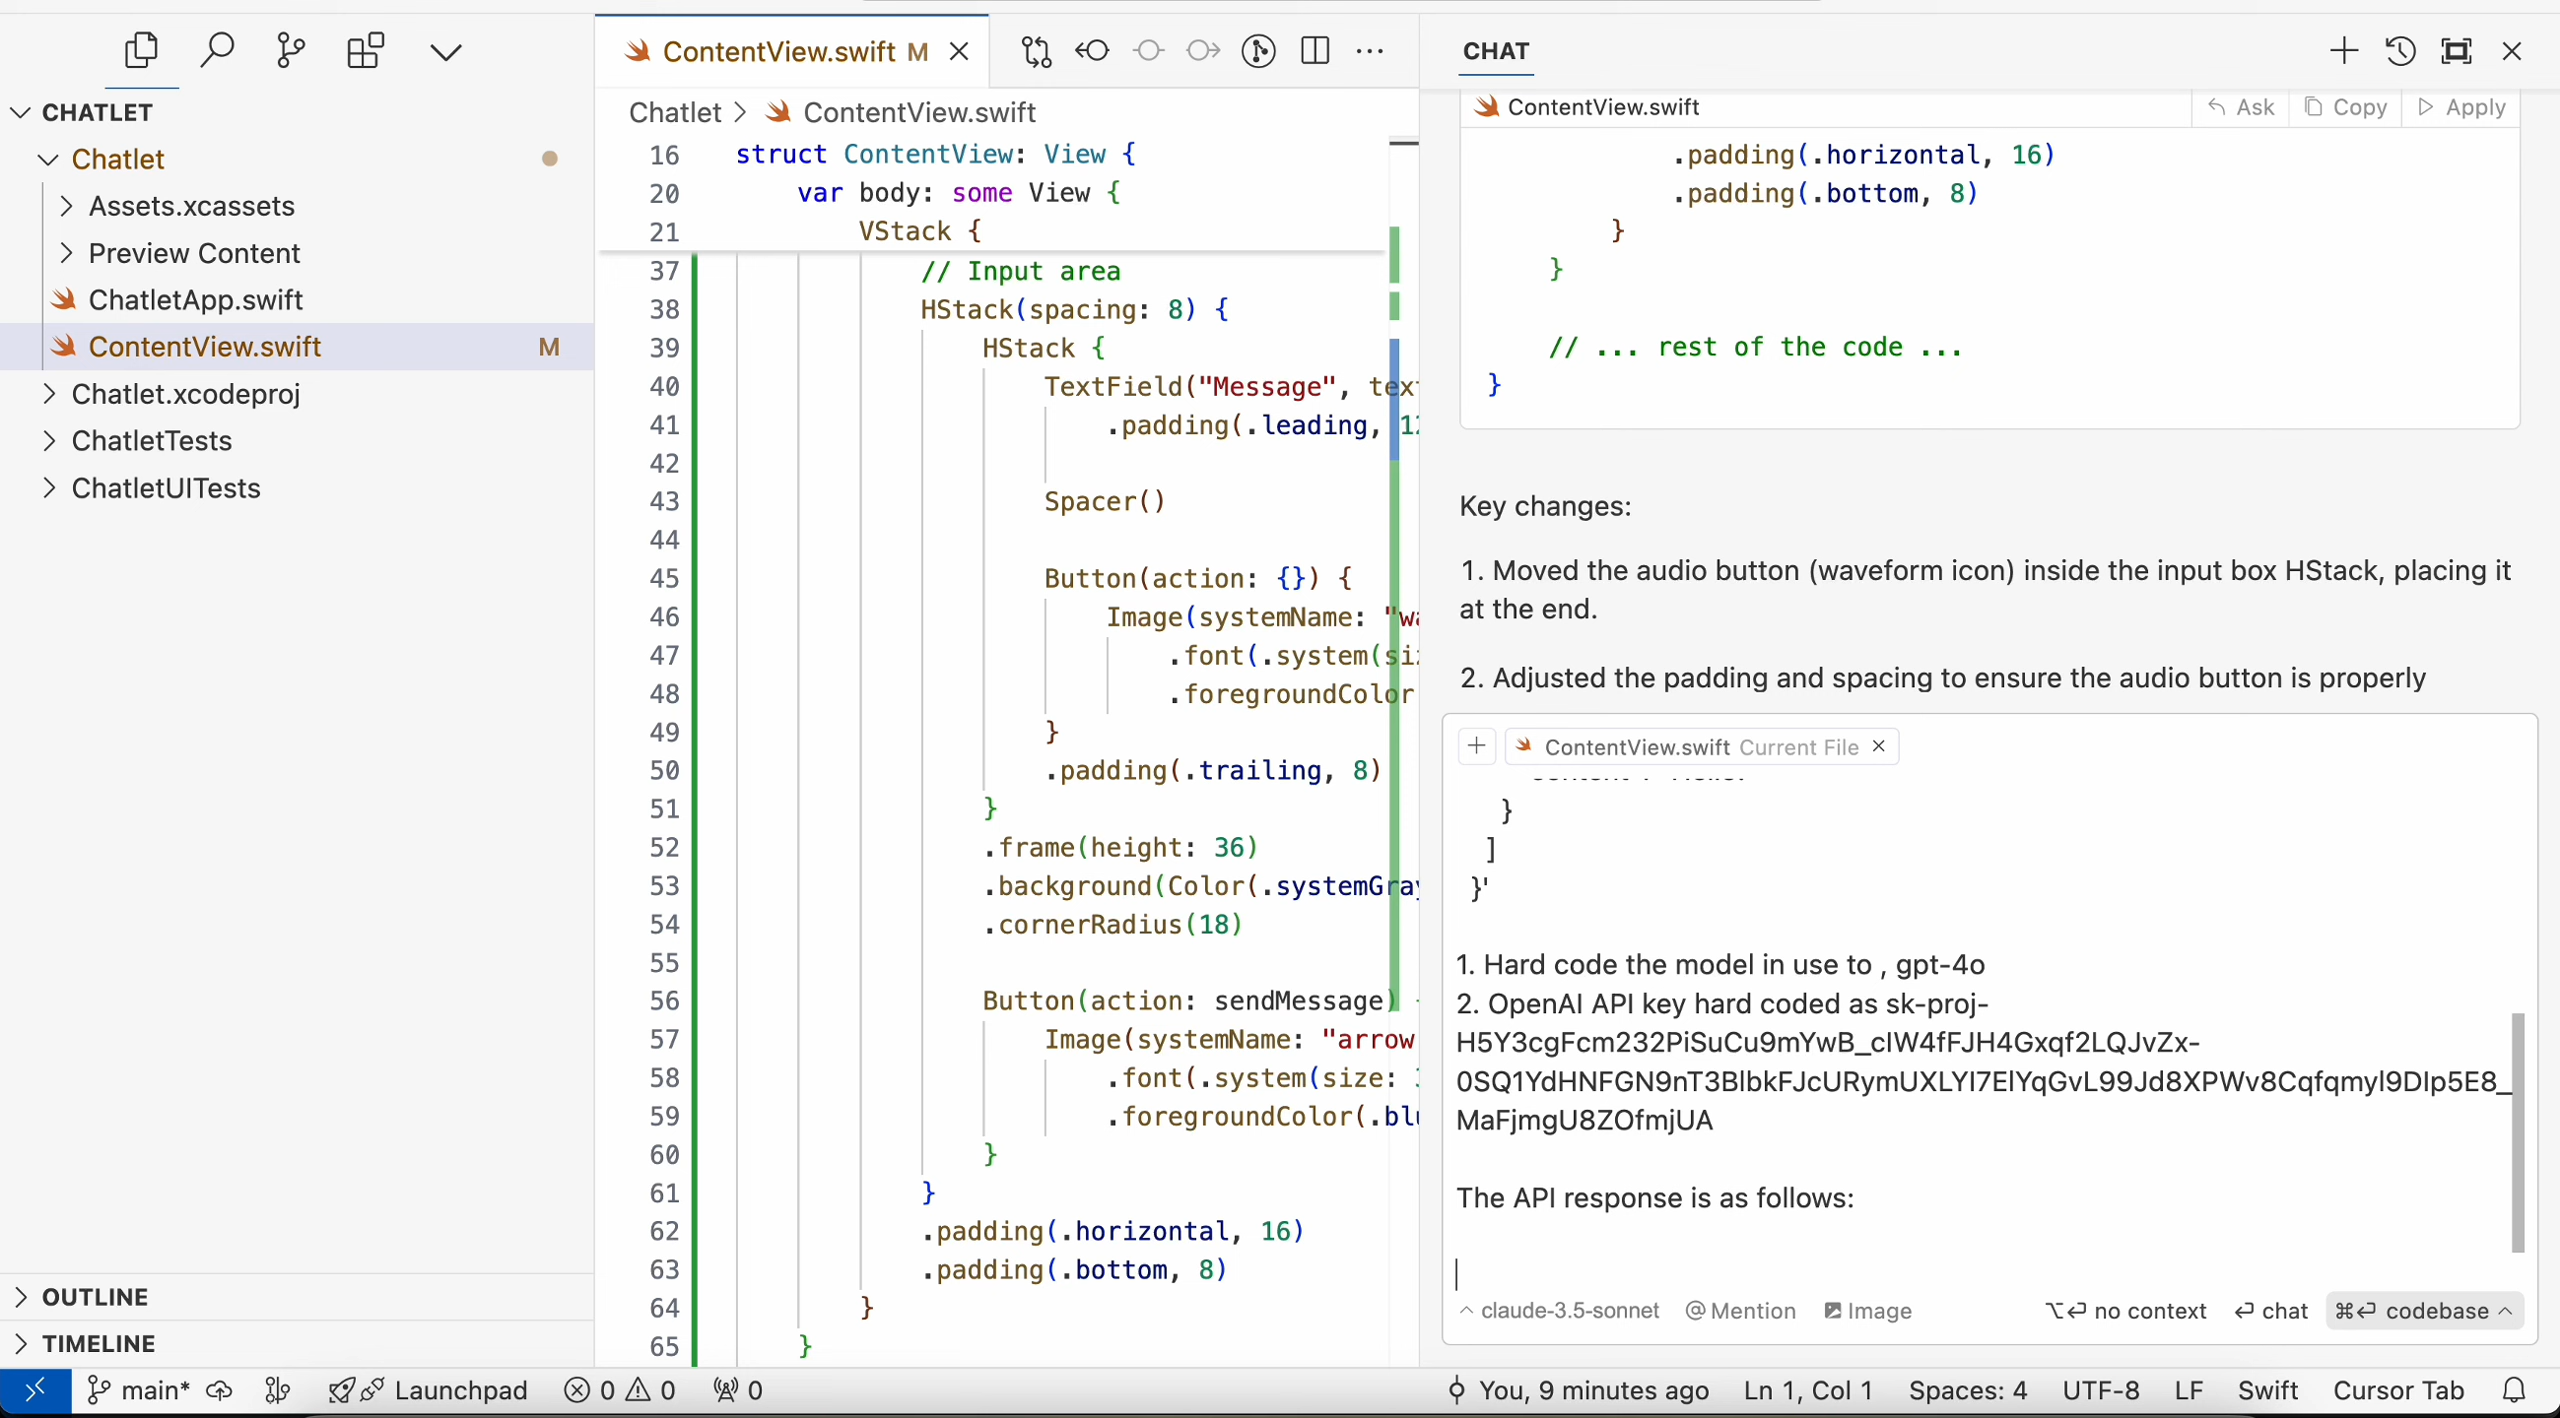 CHATLET
Chatlet
Assets.xcassets
Preview Content
ChatletApp.swift
ContentView.swift M
Chatlet.xcodeproj
ChatletTests
ChatletUITests
OUTLINE
TIMELINE
ContentView.swift M
Chatlet > ContentView.swift
16 struct ContentView: View {
20 var body: some View {
21 VStack {
37 // Input area
38 HStack(spacing: 8) {
39 HStack {
40 TextField("Message", tex
41 .padding(.leading, 12
42
43 Spacer()
44
45 Button(action: {}) {
46 Image(systemName: "wa
47 .font(.system(siz
48 .foregroundColor
49 }
50 .padding(.trailing, 8)
51 }
52 .frame(height: 36)
53 .background(Color(.systemGray
54 .cornerRadius(18)
55
56 Button(action: sendMessage)
57 Image(systemName: "arrow
58 .font(.system(size:
59 .foregroundColor(.blu
60 }
61 }
62 .padding(.horizontal, 16)
63 .padding(.bottom, 8)
64 }
65 }
CHAT
ContentView.swift Ask Copy Apply
.padding(.horizontal, 16)
.padding(.bottom, 8)
}
}
// ... rest of the code ...
}
Key changes:
1. Moved the audio button (waveform icon) inside the input box HStack, placing it
at the end.
2. Adjusted the padding and spacing to ensure the audio button is properly
ContentView.swift Current File
}
]
}'
1. Hard code the model in use to , gpt-4o
2. OpenAI API key hard coded as
The API response is as follows:
claude-3.5-sonnet @ Mention Image ⌥⏎ no context ⏎ chat ⌘⏎ codebase
main* Launchpad 0 0 0 You, 9 minutes ago Ln 1, Col 1 Spaces: 4 UTF-8 LF Swift Cursor Tab